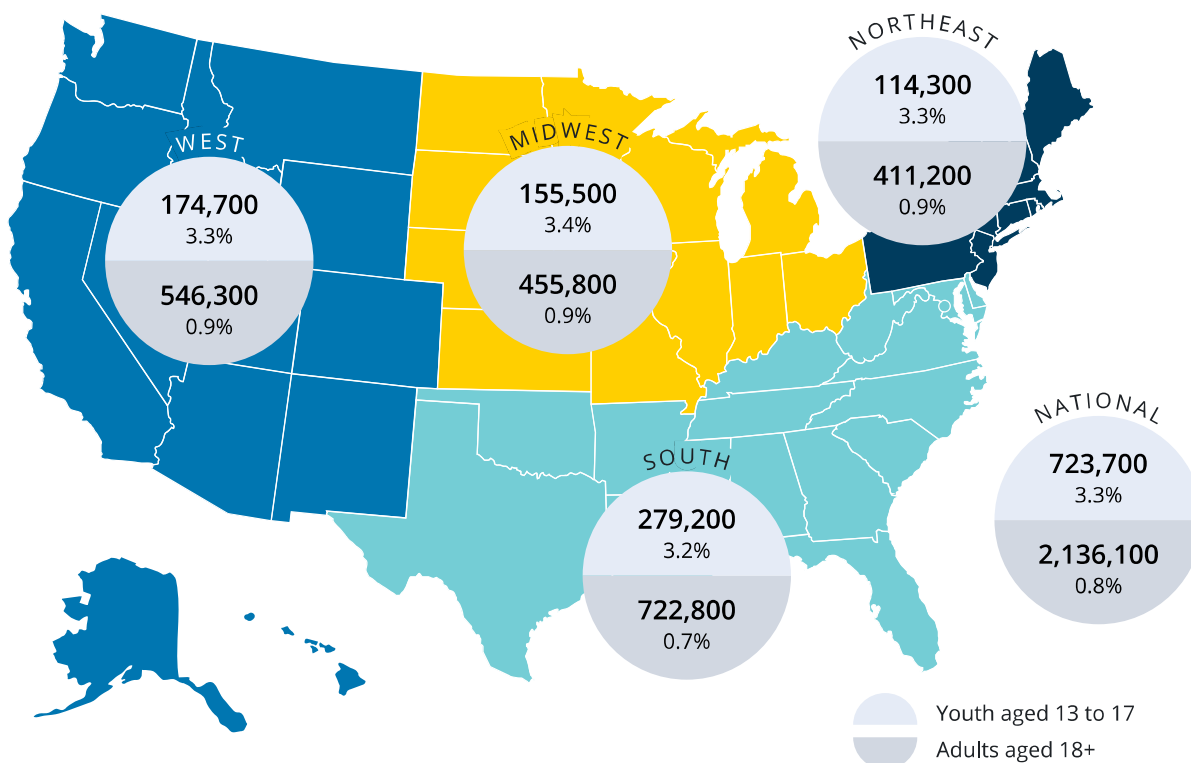 NORTHEAST
114,300
3.3%
411,200
0.9%
WEST
174,700
3.3%
546,300
0.9%
MIDWEST
155,500
3.4%
455,800
0.9%
SOUTH
279,200
3.2%
722,800
0.7%
NATIONAL
723,700
3.3%
2,136,100
0.8%
Youth aged 13 to 17
Adults aged 18+